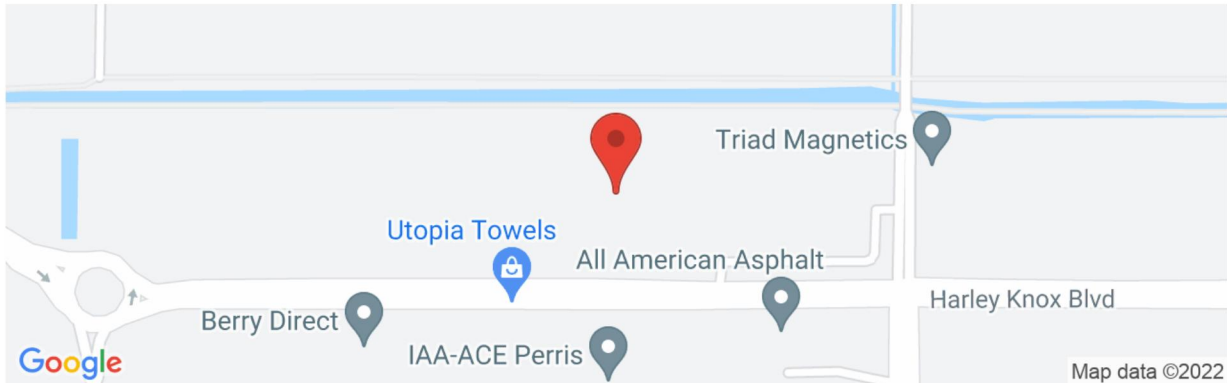 Triad Magnetics
Utopia Towels
All American Asphalt
Harley Knox Blvd
Berry Direct
IAA-ACE Perris
Google
Map data ©2022